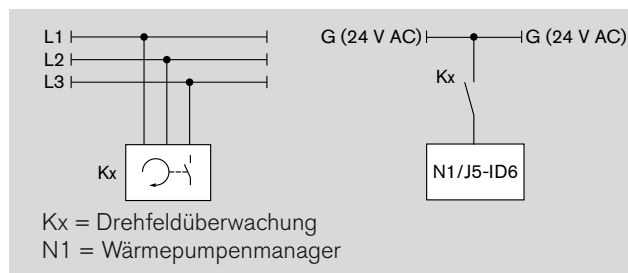 L1
L2
L3
Kx
G (24 V AC) G (24 V AC)
Kx
N1/J5-ID6
Kx = Drehfeldüberwachung
N1 = Wärmepumpenmanager